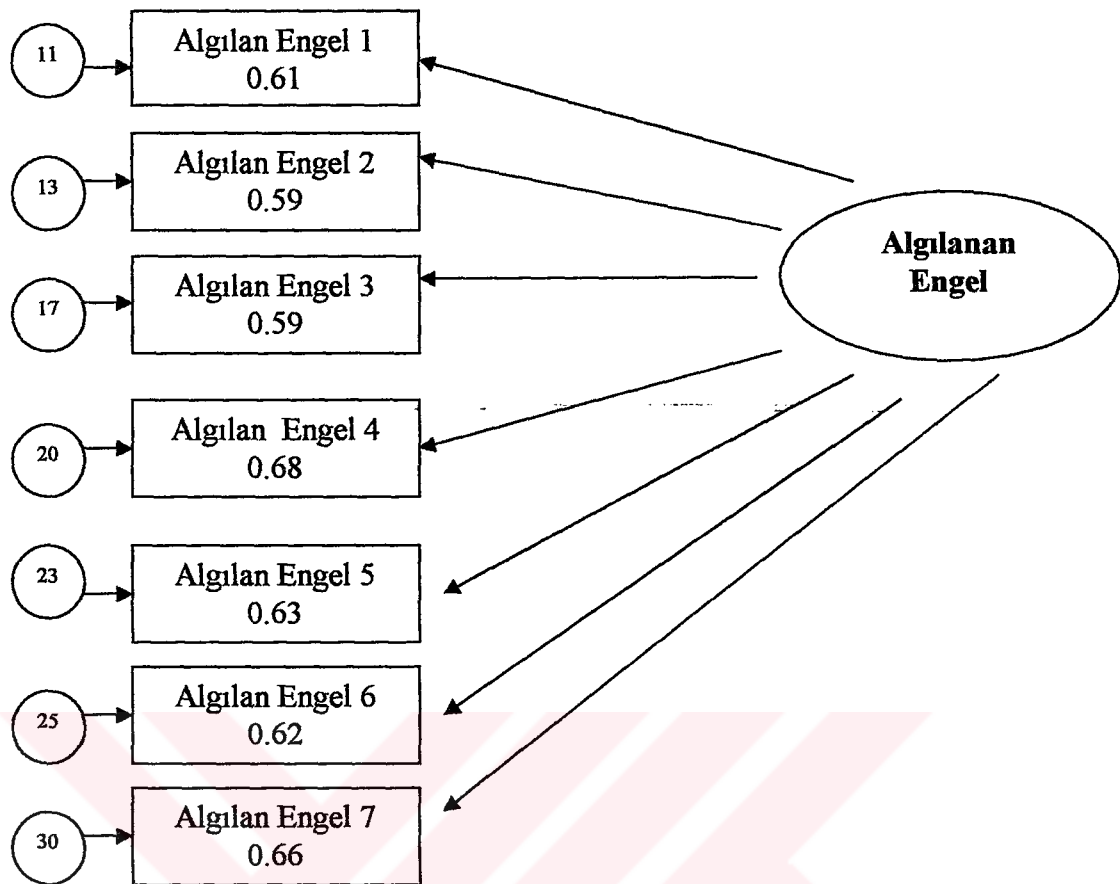 11
Algılan Engel 1
0.61
13
Algılan Engel 2
0.59
17
Algılan Engel 3
0.59
20
Algılan Engel 4
0.68
23
Algılan Engel 5
0.63
25
Algılan Engel 6
0.62
30
Algılan Engel 7
0.66
Algılanan
Engel